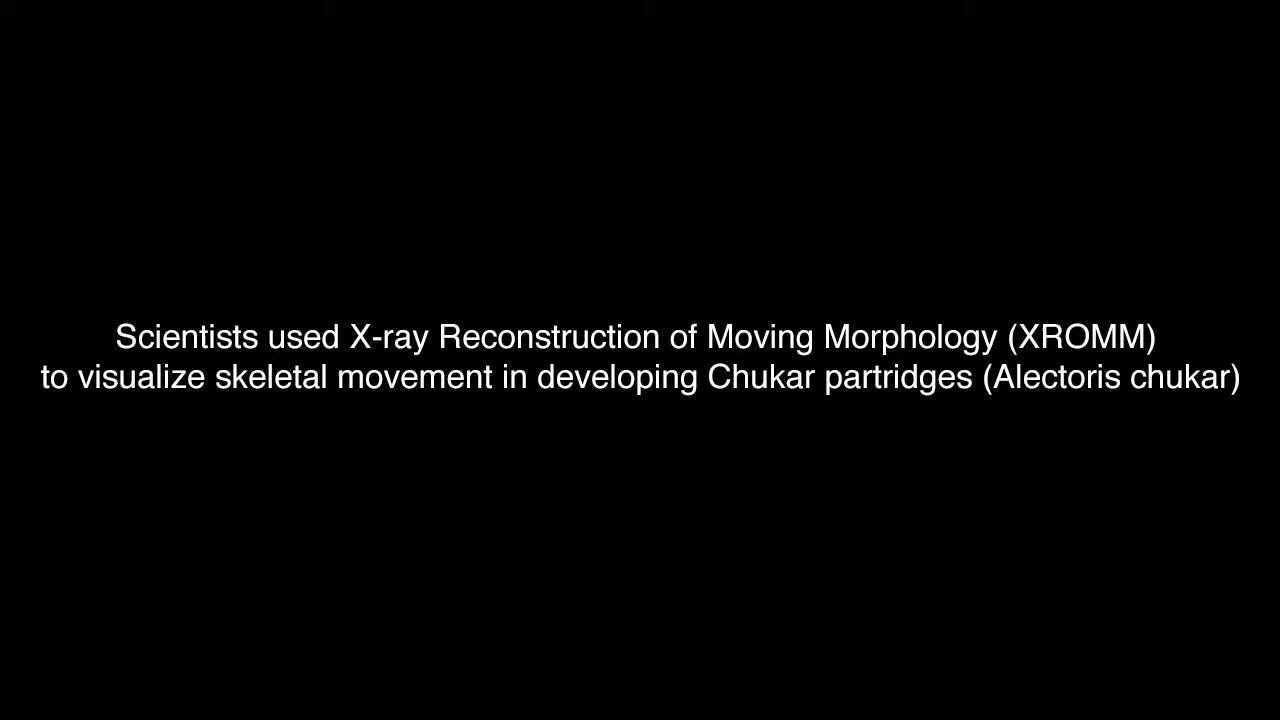 Scientists used X-ray Reconstruction of Moving Morphology (XROMM)
to visualize skeletal movement in developing Chukar partridges (Alectoris chukar)